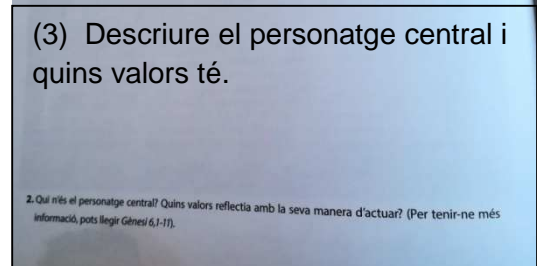 (3) Descriure el personatge central i
quins valors té.
2. Qui n'és el personatge central? Quins valors reflectia amb la seva manera d'actuar? (Per tenir-ne més
informació, pots llegir Gènesi 6,1-11).